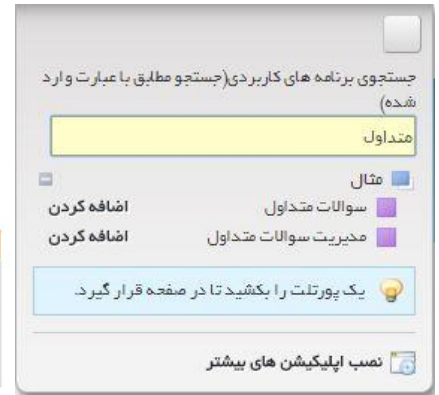 جستجوی برنامه های کاربردی(جستجو مطابق با عبارت وارد
شده)
متداول
مثال
سوالات متداول اضافه کردن
مدیریت سوالات متداول اضافه کردن
یک پورتلت را بکشید تا در صفحه قرار گیرد.
نصب اپلیکیشن های بیشتر